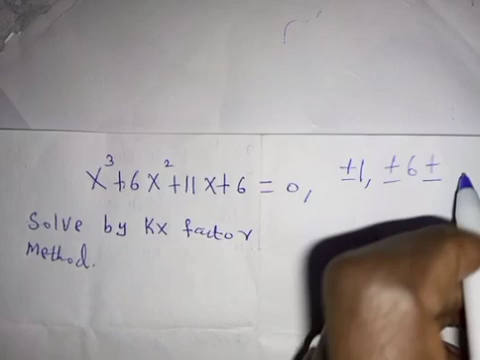 x³+6x²+11x+6=0, ±1, ±6 ±
Solve by Kx factor
Method.